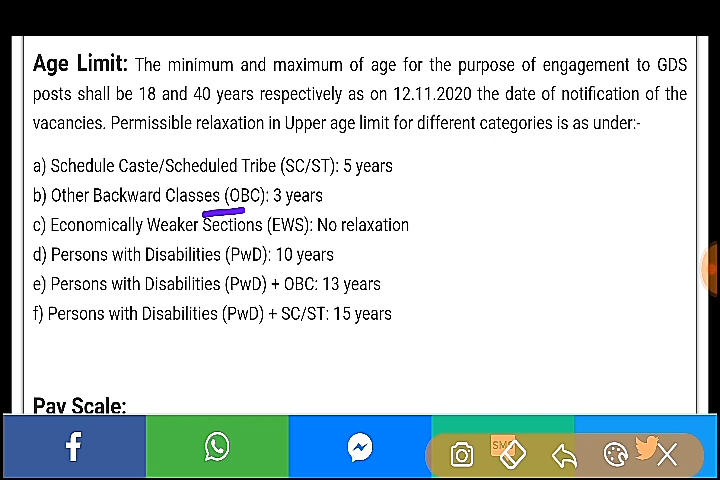 Age Limit: The minimum and maximum of age for the purpose of engagement to GDS
posts shall be 18 and 40 years respectively as on 12.11.2020 the date of notification of the
vacancies. Permissible relaxation in Upper age limit for different categories is as under:-
a) Schedule Caste/Scheduled Tribe (SC/ST): 5 years
b) Other Backward Classes (OBC): 3 years
c) Economically Weaker Sections (EWS): No relaxation
d) Persons with Disabilities (PwD): 10 years
e) Persons with Disabilities (PwD) + OBC: 13 years
f) Persons with Disabilities (PwD) + SC/ST: 15 years
Pay Scale: